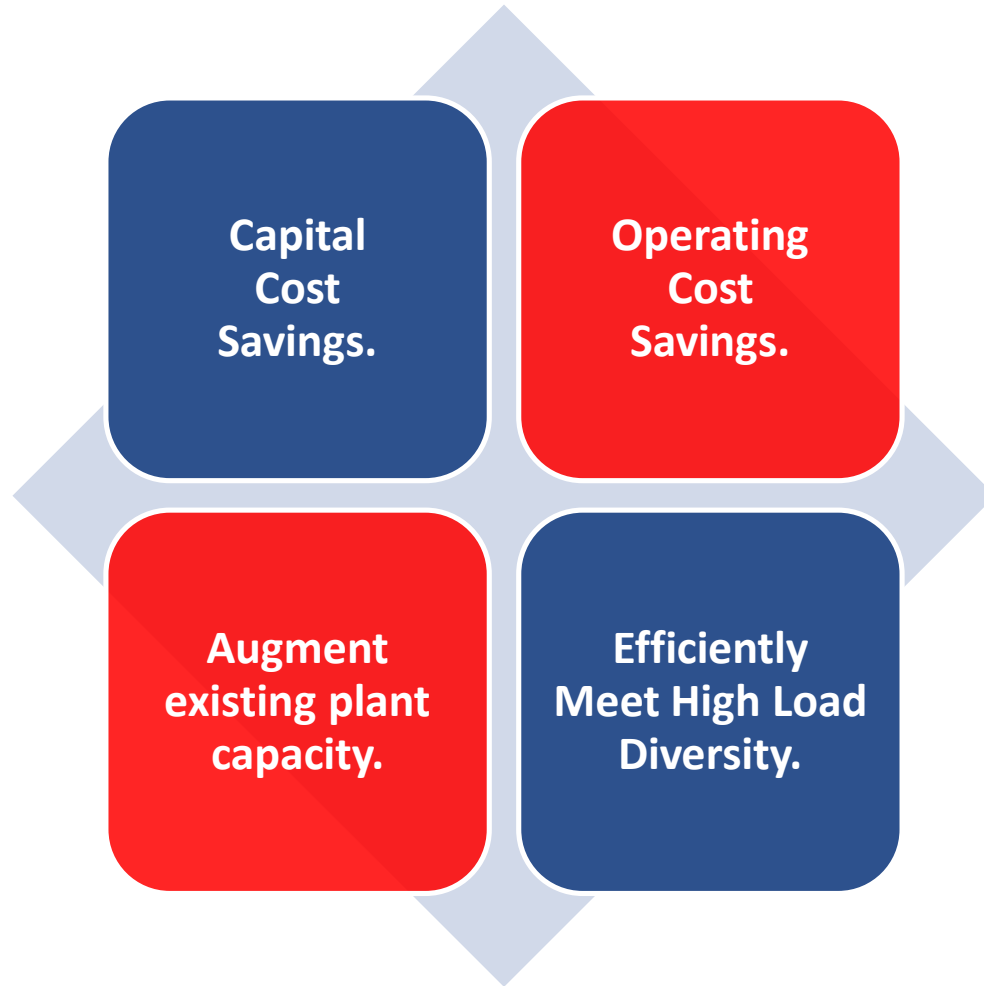 Capital
Cost
Savings.
Operating
Cost
Savings.
Augment
existing plant
capacity.
Efficiently
Meet High Load
Diversity.